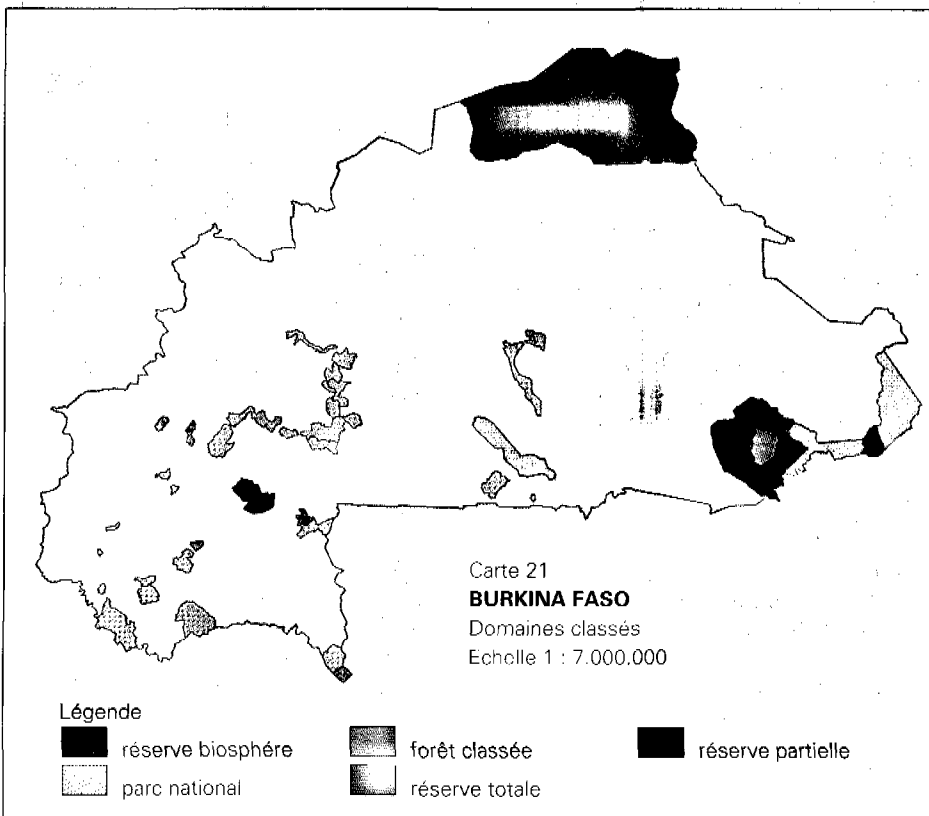 Carte 21
BURKINA FASO
Domaines classés
Echelle 1 : 7.000.000
Légende
réserve biosphére
forêt classée
réserve partielle
parc national
réserve totale